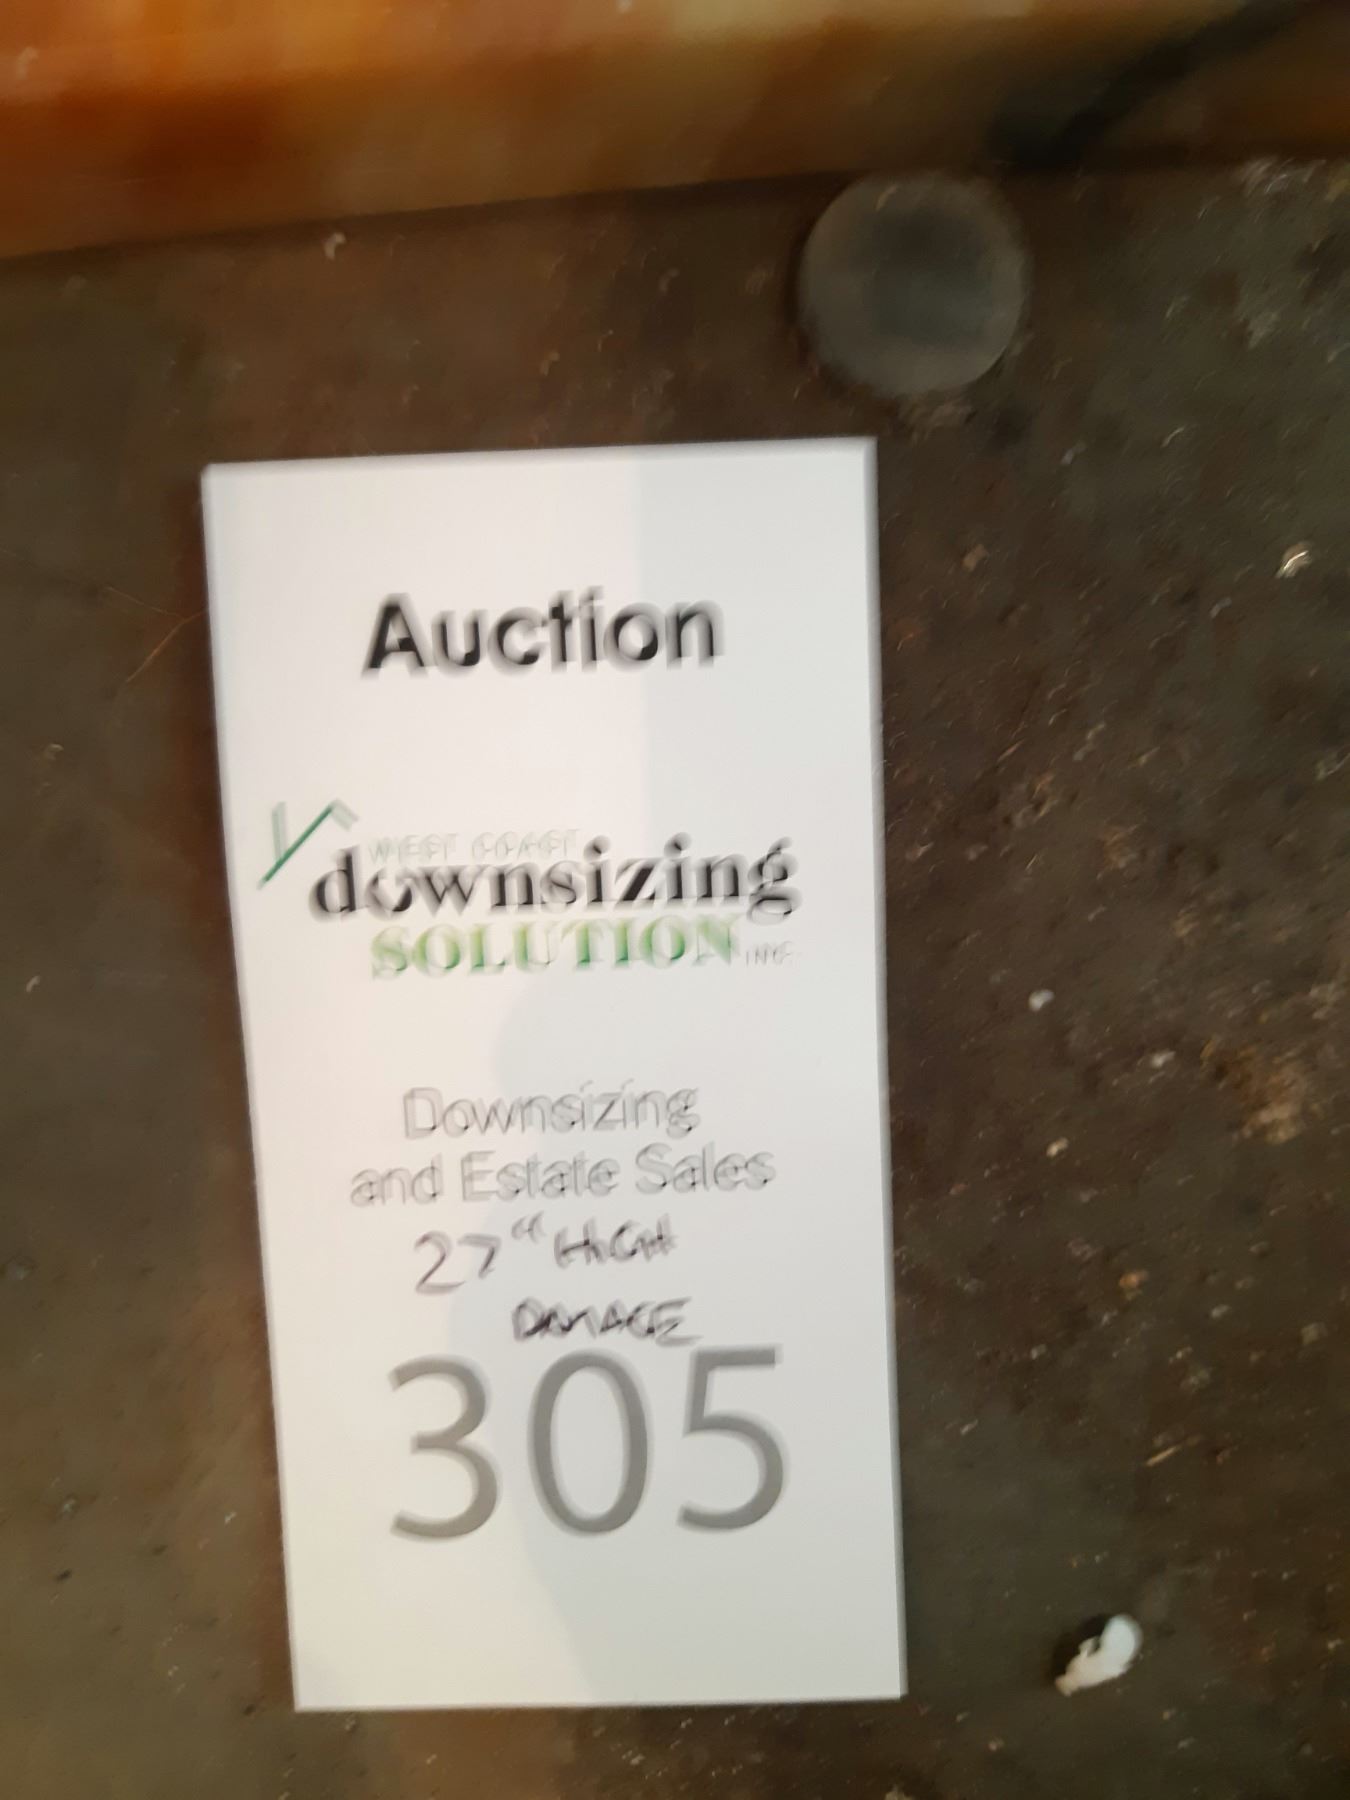 Auction
WEST COAST
downsizing
SOLUTION INC.
Downsizing
and Estate Sales
27" HIGH
DAMAGE
305